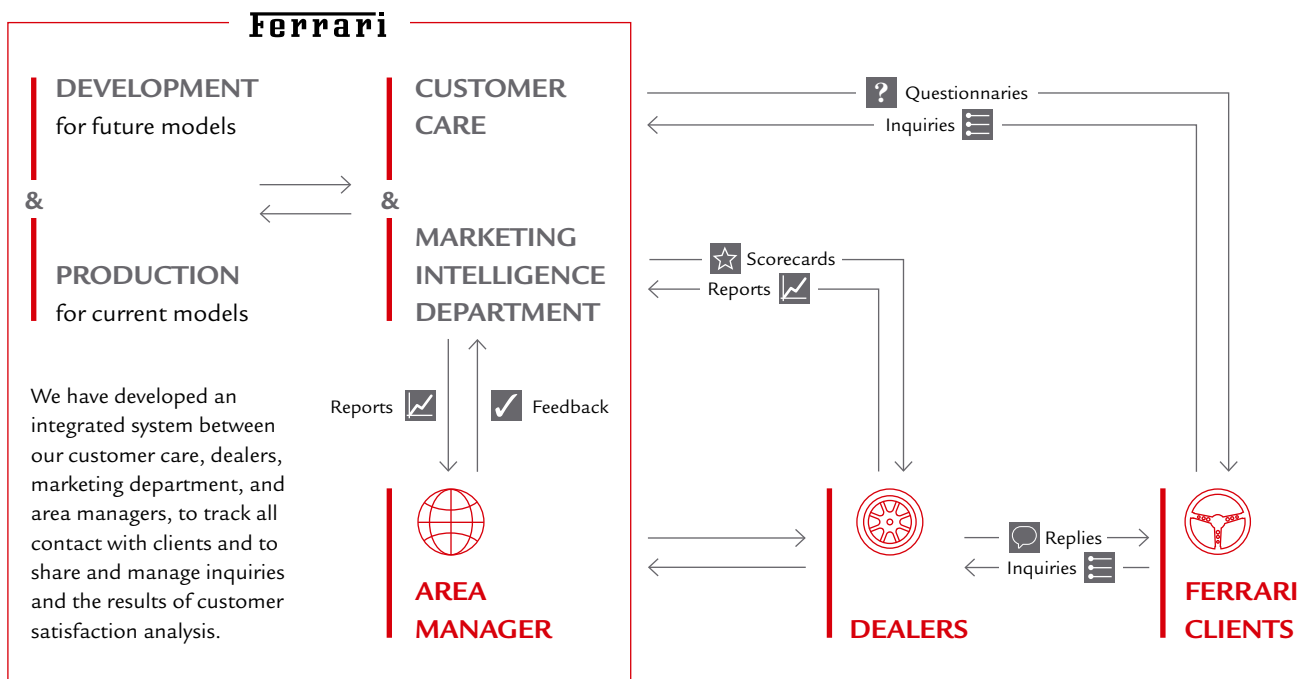 Ferrari
DEVELOPMENT
for future models
&
PRODUCTION
for current models
CUSTOMER
CARE
&
MARKETING
INTELLIGENCE
DEPARTMENT
? Questionnaries
Inquiries
Scorecards
Reports
Reports
Feedback
We have developed an
integrated system between
our customer care, dealers,
marketing department, and
area managers, to track all
contact with clients and to
share and manage inquiries
and the results of customer
satisfaction analysis.
AREA
MANAGER
DEALERS
Replies
Inquiries
FERRARI
CLIENTS